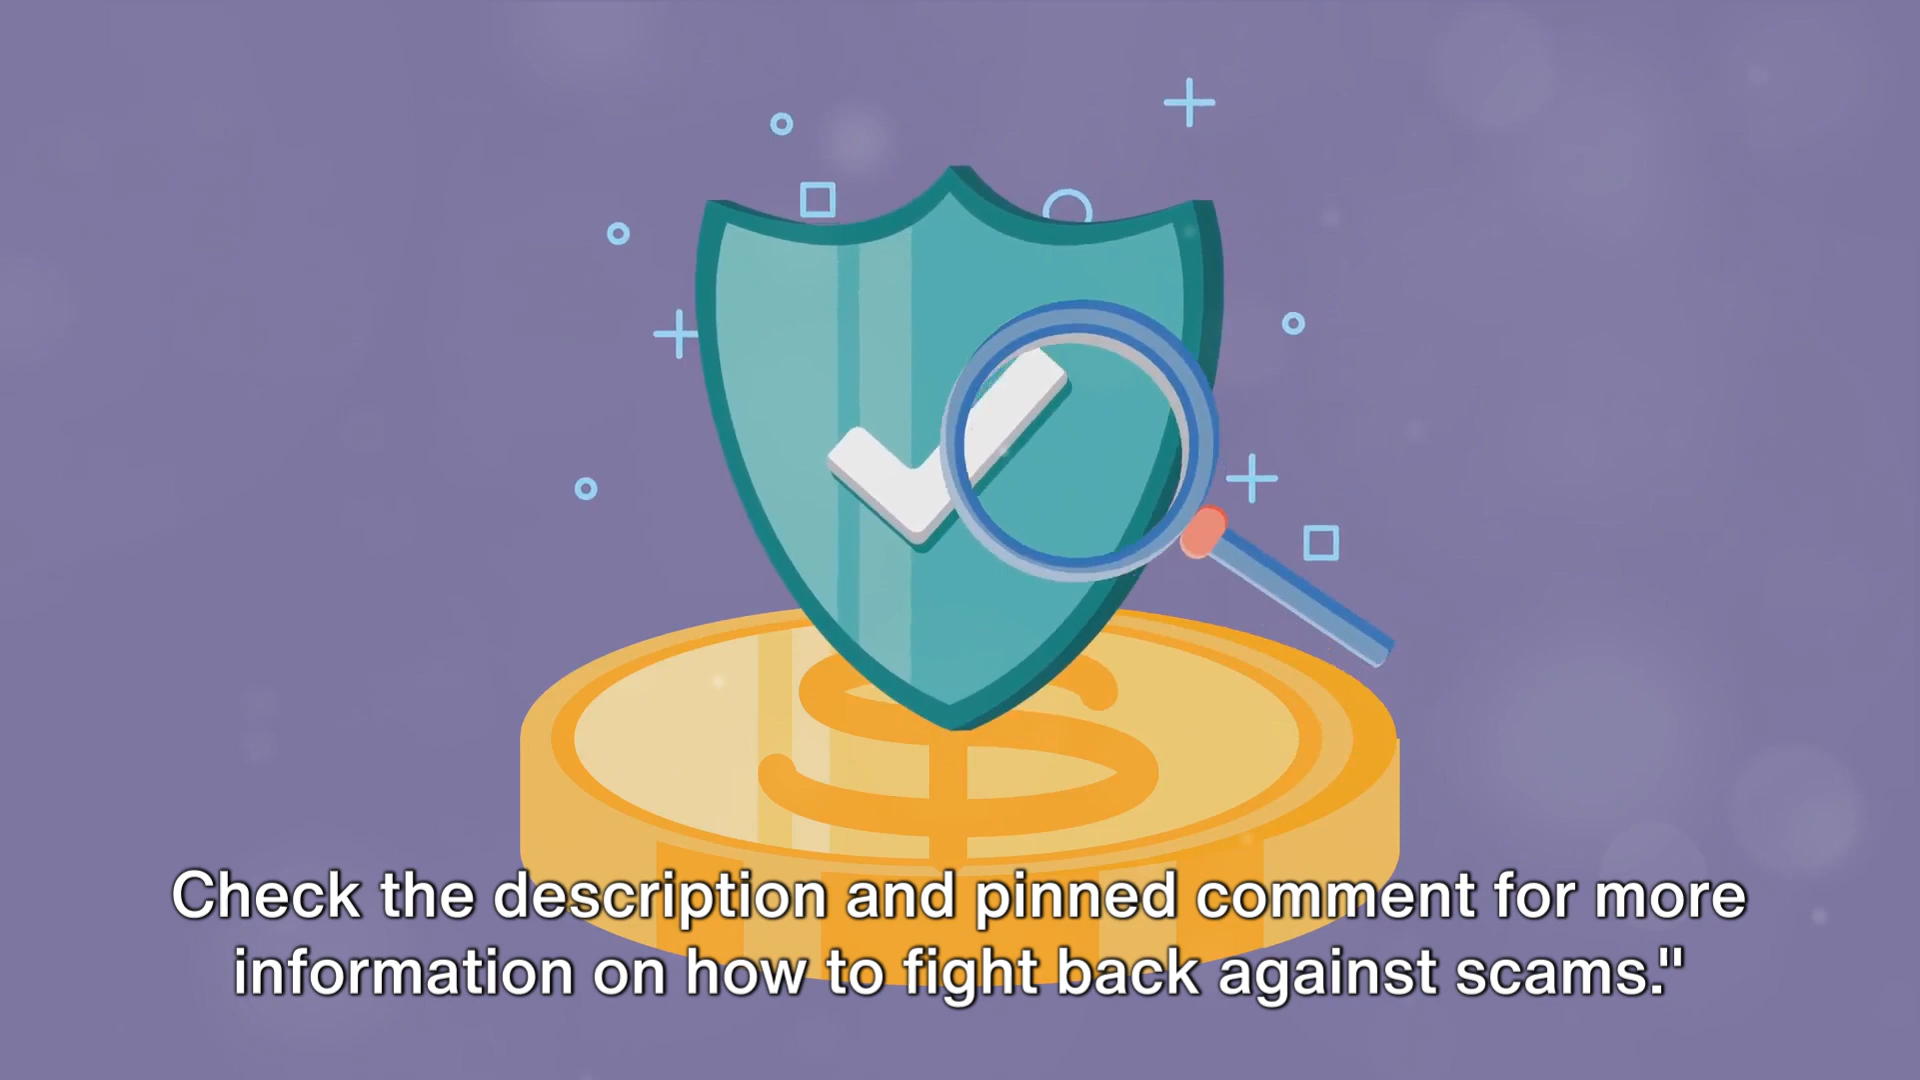 Check the description and pinned comment for more
information on how to fight back against scams."